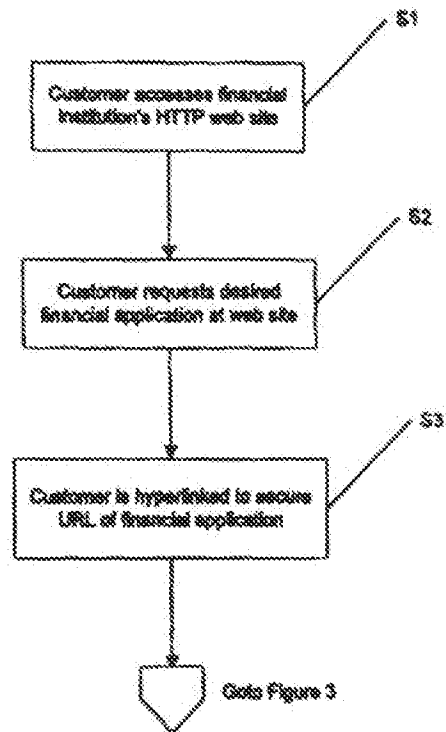 S1
Customer accesses financial
institution's HTTP web site
S2
Customer requests desired
financial application at web site
S3
Customer is hyperlinked to secure
URL of financial application
Goto Figure 3